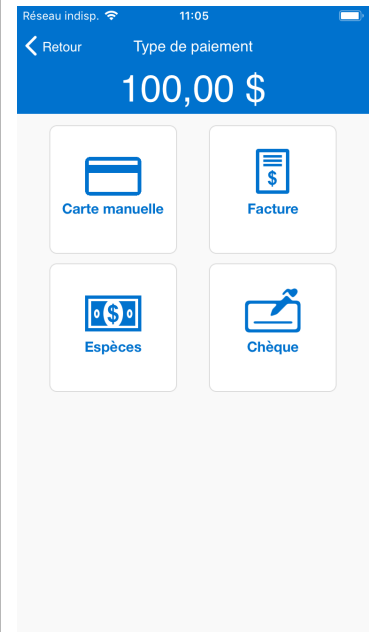 Réseau indisp. 11:05
Retour Type de paiement
100,00 $
Carte manuelle Facture
Espèces Chèque